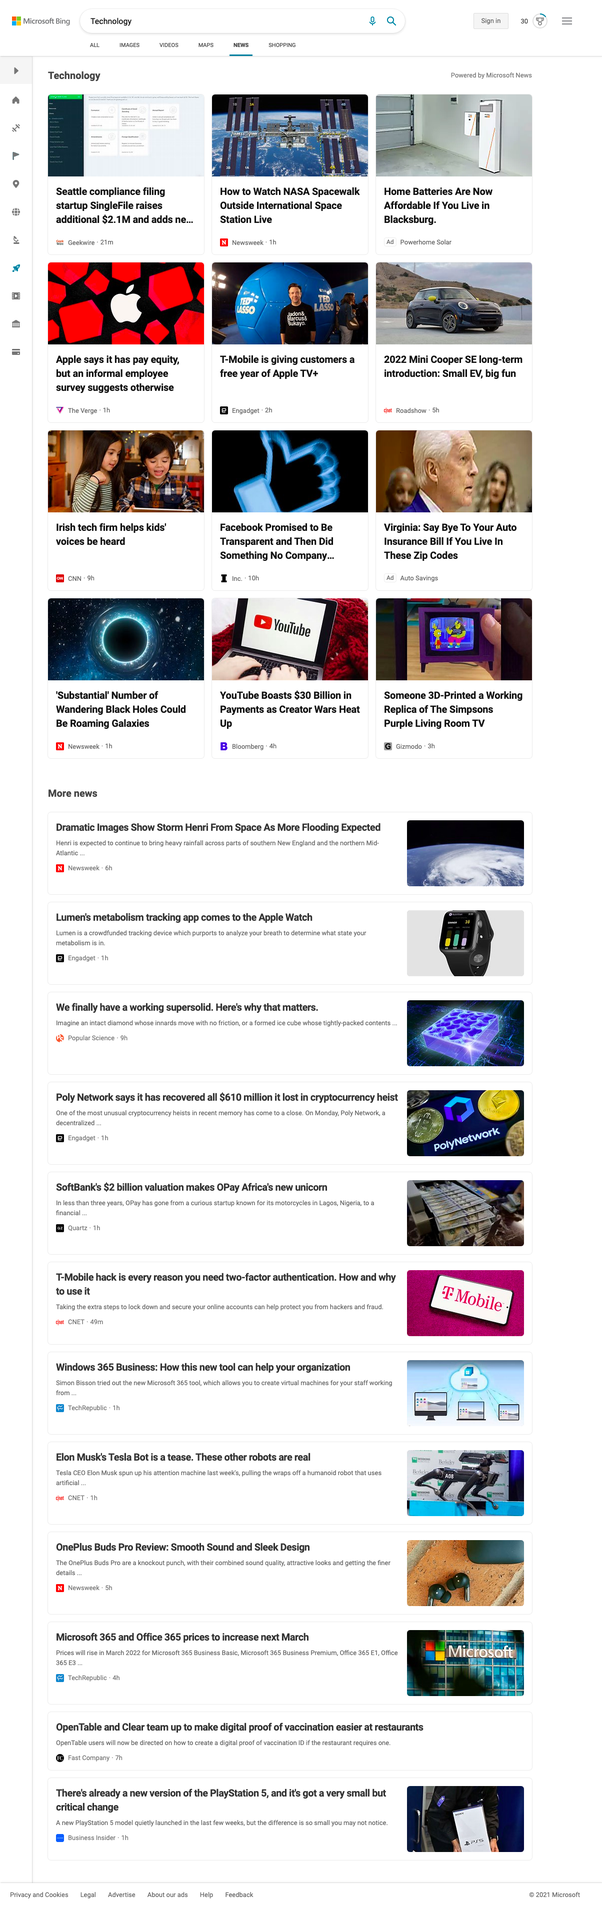 Microsoft Bing
Technology
Sign in
30
ALL
IMAGES
VIDEOS
MAPS
NEWS
SHOPPING
Technology
Powered by Microsoft News
Seattle compliance filing
startup SingleFile raises
additional $2.1M and adds ne...
Geekwire · 21m
How to Watch NASA Spacewalk
Outside International Space
Station Live
Newsweek · 1h
Home Batteries Are Now
Affordable If You Live in
Blacksburg.
Ad Powerhome Solar
Apple says it has pay equity,
but an informal employee
survey suggests otherwise
The Verge · 1h
TED LASSO
TED LASSO
Jadon&
Marcus&
Bukayo.
T-Mobile is giving customers a
free year of Apple TV+
Engadget · 2h
2022 Mini Cooper SE long-term
introduction: Small EV, big fun
Roadshow · 5h
Irish tech firm helps kids'
voices be heard
CNN · 9h
Facebook Promised to Be
Transparent and Then Did
Something No Company...
Inc. · 10h
Virginia: Say Bye To Your Auto
Insurance Bill If You Live In
These Zip Codes
Ad Auto Savings
'Substantial' Number of
Wandering Black Holes Could
Be Roaming Galaxies
Newsweek · 1h
YouTube
YouTube Boasts $30 Billion in
Payments as Creator Wars Heat
Up
Bloomberg · 4h
Someone 3D-Printed a Working
Replica of The Simpsons
Purple Living Room TV
Gizmodo · 3h
More news
Dramatic Images Show Storm Henri From Space As More Flooding Expected
Henri is expected to continue to bring heavy rainfall across parts of southern New England and the northern Mid-
Atlantic ...
Newsweek · 6h
Lumen's metabolism tracking app comes to the Apple Watch
Lumen is a crowdfunded tracking device which purports to analyze your breath to determine what state your
metabolism is in.
Engadget · 1h
We finally have a working supersolid. Here's why that matters.
Imagine an intact diamond whose innards move with no friction, or a formed ice cube whose tightly-packed contents ...
Popular Science · 9h
Poly Network says it has recovered all $610 million it lost in cryptocurrency heist
One of the most unusual cryptocurrency heists in recent memory has come to a close. On Monday, Poly Network, a
decentralized ...
Engadget · 1h
PolyNetwork
SoftBank's $2 billion valuation makes OPay Africa's new unicorn
In less than three years, OPay has gone from a curious startup known for its motorcycles in Lagos, Nigeria, to a
financial ...
Quartz · 1h
T-Mobile hack is every reason you need two-factor authentication. How and why
to use it
Taking the extra steps to lock down and secure your online accounts can help protect you from hackers and fraud.
CNET · 49m
T Mobile
Windows 365 Business: How this new tool can help your organization
Simon Bisson tried out the new Microsoft 365 tool, which allows you to create virtual machines for your staff working
from ...
TechRepublic · 1h
Elon Musk's Tesla Bot is a tease. These other robots are real
Tesla CEO Elon Musk spun up his attention machine last week's, pulling the wraps off a humanoid robot that uses
artificial ...
CNET · 1h
OnePlus Buds Pro Review: Smooth Sound and Sleek Design
The OnePlus Buds Pro are a knockout punch, with their combined sound quality, attractive looks and getting the finer
details ...
Newsweek · 5h
Microsoft 365 and Office 365 prices to increase next March
Prices will rise in March 2022 for Microsoft 365 Business Basic, Microsoft 365 Business Premium, Office 365 E1, Office
365 E3 ...
TechRepublic · 4h
Microsoft
OpenTable and Clear team up to make digital proof of vaccination easier at restaurants
OpenTable users will now be directed on how to create a digital proof of vaccination ID if the restaurant requires one.
Fast Company · 7h
There's already a new version of the PlayStation 5, and it's got a very small but
critical change
A new PlayStation 5 model quietly launched in the last few weeks, but the difference is so small you may not notice.
Business Insider · 1h
PS5
Privacy and Cookies
Legal
Advertise
About our ads
Help
Feedback
© 2021 Microsoft